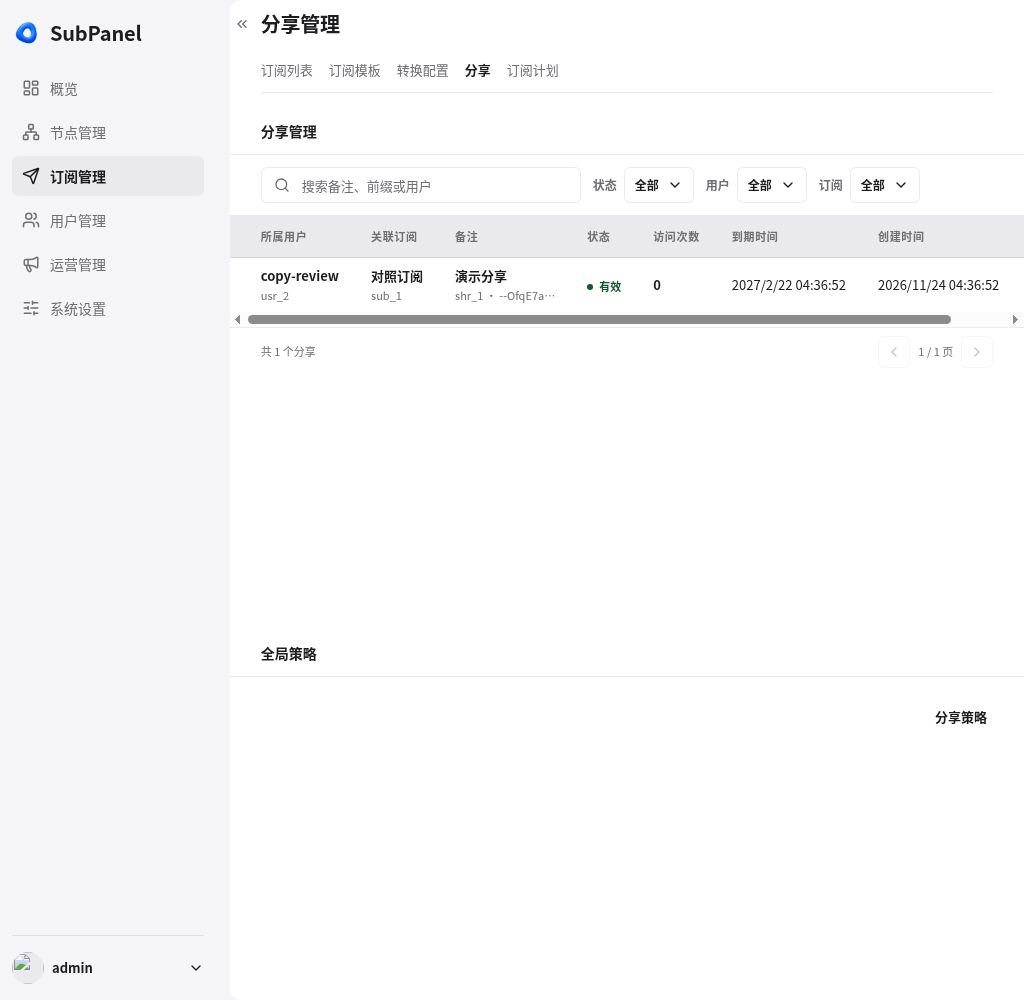 SubPanel
概览
节点管理
订阅管理
用户管理
运营管理
系统设置
admin
分享管理
订阅列表 订阅模板 转换配置 分享 订阅计划
分享管理
搜索备注、前缀或用户 状态 全部 用户 全部 订阅 全部
所属用户 关联订阅 备注 状态 访问次数 到期时间 创建时间
copy-review 对照订阅 演示分享 有效 0 2027/2/22 04:36:52 2026/11/24 04:36:52
usr_2 sub_1 shr_1 · --OfqE7a…
共 1 个分享 1 / 1 页
全局策略
分享策略